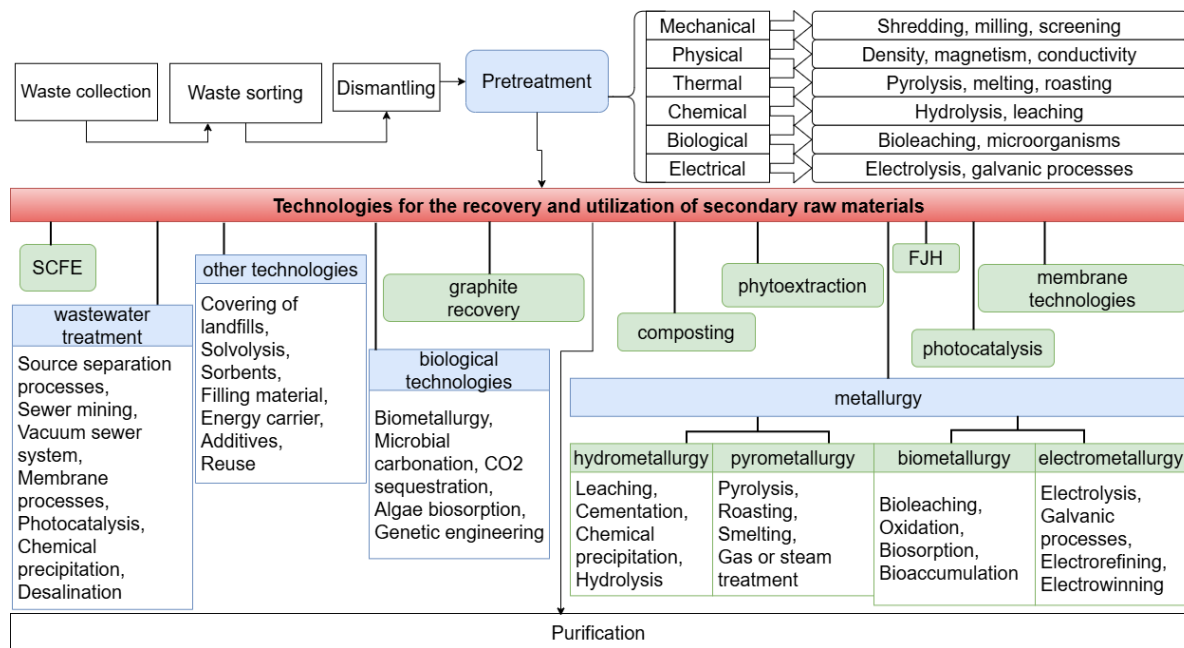 Waste collection
Waste sorting
Dismantling
Pretreatment
Mechanical
Shredding, milling, screening
Physical
Density, magnetism, conductivity
Thermal
Pyrolysis, melting, roasting
Chemical
Hydrolysis, leaching
Biological
Bioleaching, microorganisms
Electrical
Electrolysis, galvanic processes
Technologies for the recovery and utilization of secondary raw materials
SCFE
wastewater
treatment
Source separation
processes,
Sewer mining,
Vacuum sewer
system,
Membrane
processes,
Photocatalysis,
Chemical
precipitation,
Desalination
other technologies
Covering of
landfills,
Solvolysis,
Sorbents,
Filling material,
Energy carrier,
Additives,
Reuse
biological
technologies
Biometallurgy,
Microbial
carbonation, CO2
sequestration,
Algae biosorption,
Genetic engineering
graphite
recovery
composting
phytoextraction
FJH
photocatalysis
membrane
technologies
metallurgy
hydrometallurgy
Leaching,
Cementation,
Chemical
precipitation,
Hydrolysis
pyrometallurgy
Pyrolysis,
Roasting,
Smelting,
Gas or steam
treatment
biometallurgy
Bioleaching,
Oxidation,
Biosorption,
Bioaccumulation
electrometallurgy
Electrolysis,
Galvanic
processes,
Electrorefining,
Electrowinning
Purification